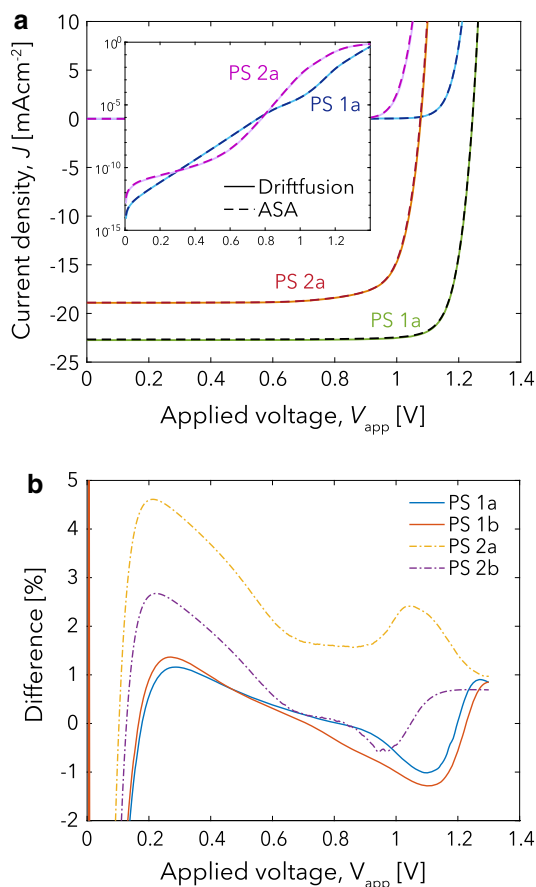 a
10
5
0
-5
-10
-15
-20
-25
Current density, J [mAcm-2]
10^0
10^-5
10^-10
10^-15
PS 2a
PS 1a
Driftfusion
ASA
0 0.2 0.4 0.6 0.8 1 1.2
PS 2a
PS 1a
0 0.2 0.4 0.6 0.8 1 1.2 1.4
Applied voltage, Vapp [V]
b
5
4
3
2
1
0
-1
-2
Difference [%]
PS 1a
PS 1b
PS 2a
PS 2b
0 0.2 0.4 0.6 0.8 1 1.2 1.4
Applied voltage, Vapp [V]